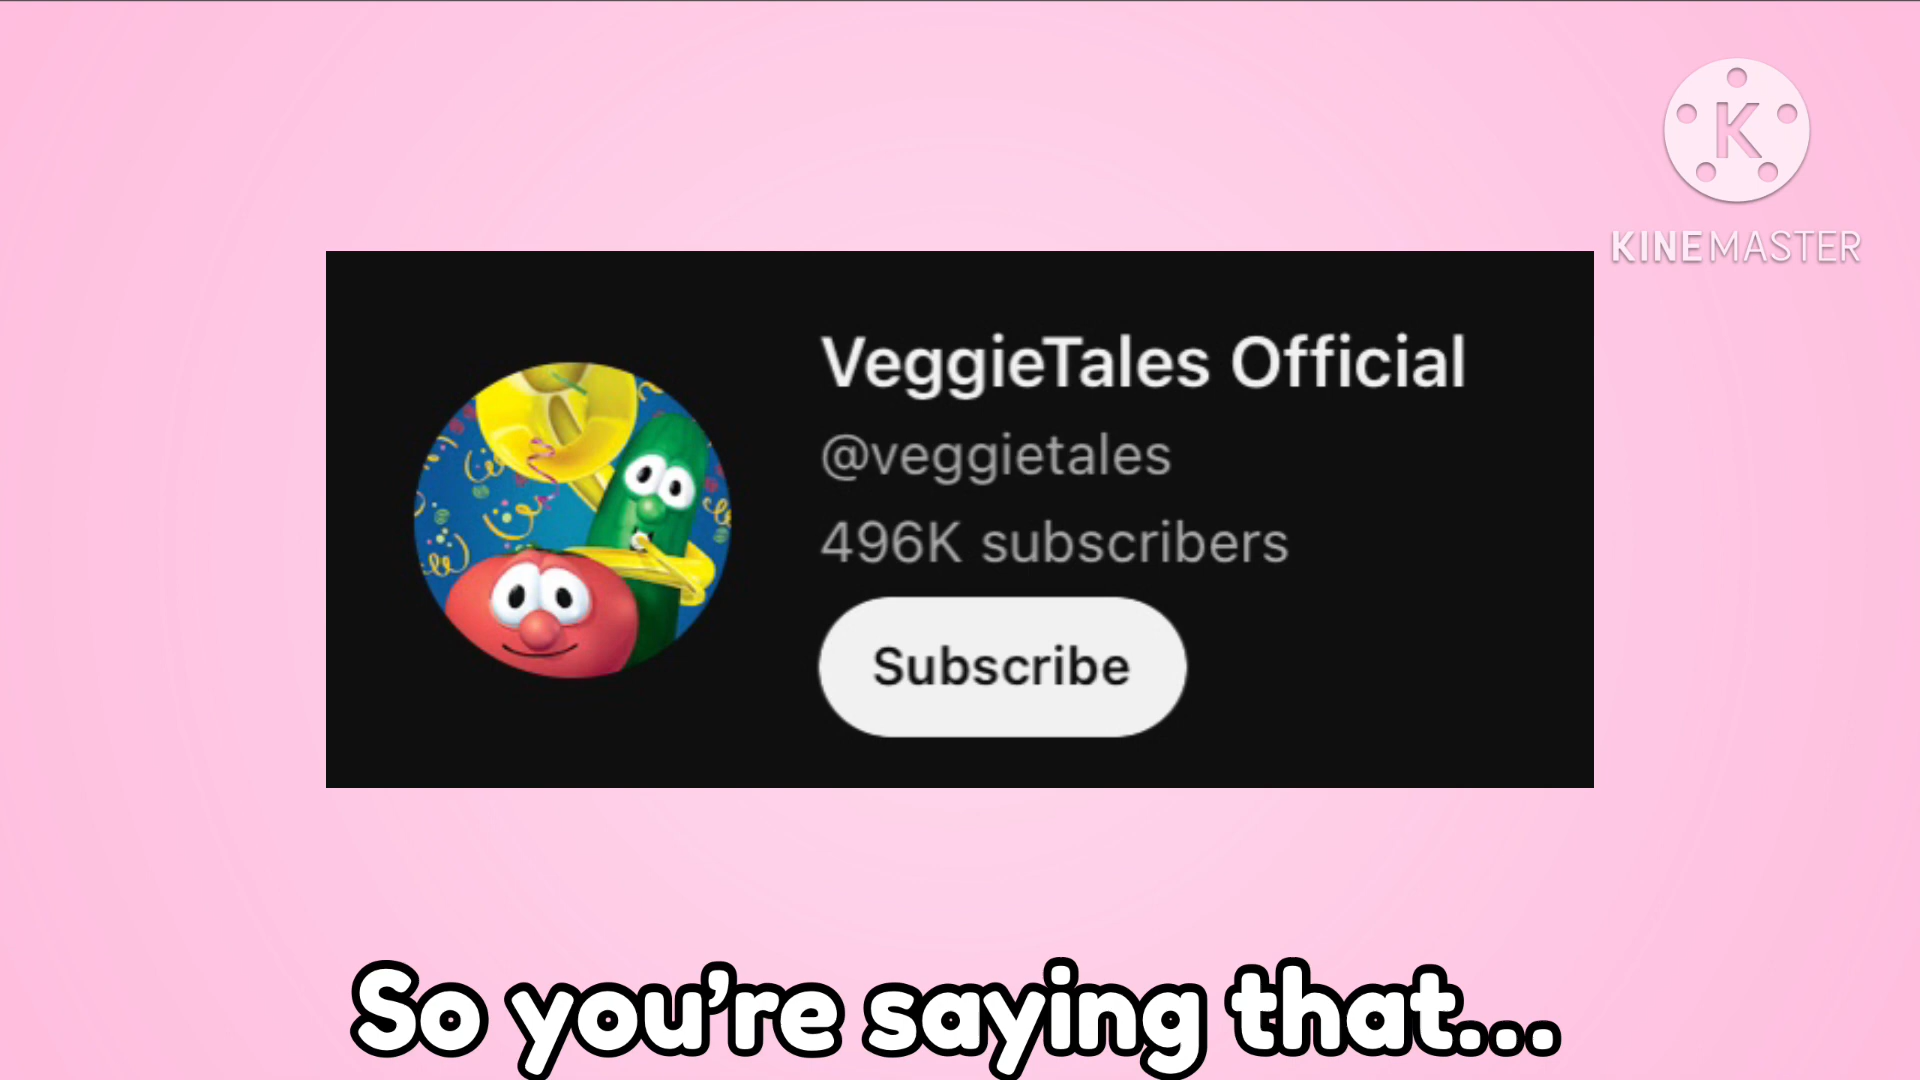 K
KINEMASTER
VeggieTales Official
@veggietales
496K subscribers
Subscribe
So you’re saying that...